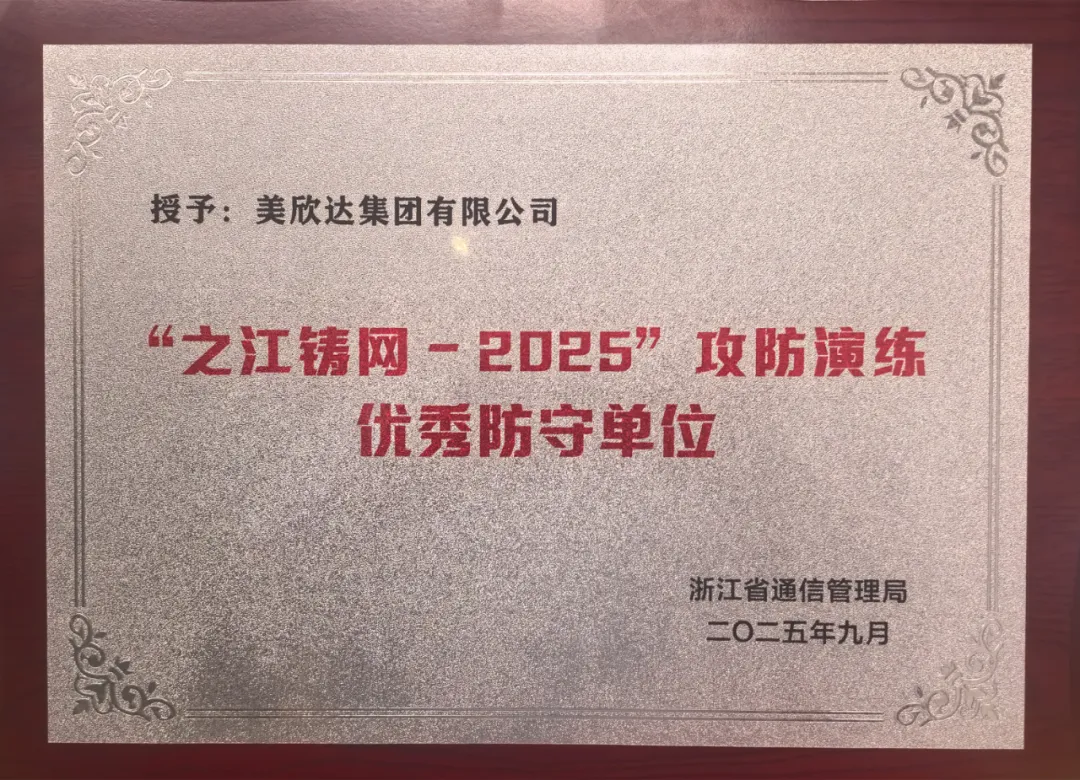 授予：美欣达集团有限公司
“之江铸网－2025”攻防演练
优秀防守单位
浙江省通信管理局
二〇二五年九月